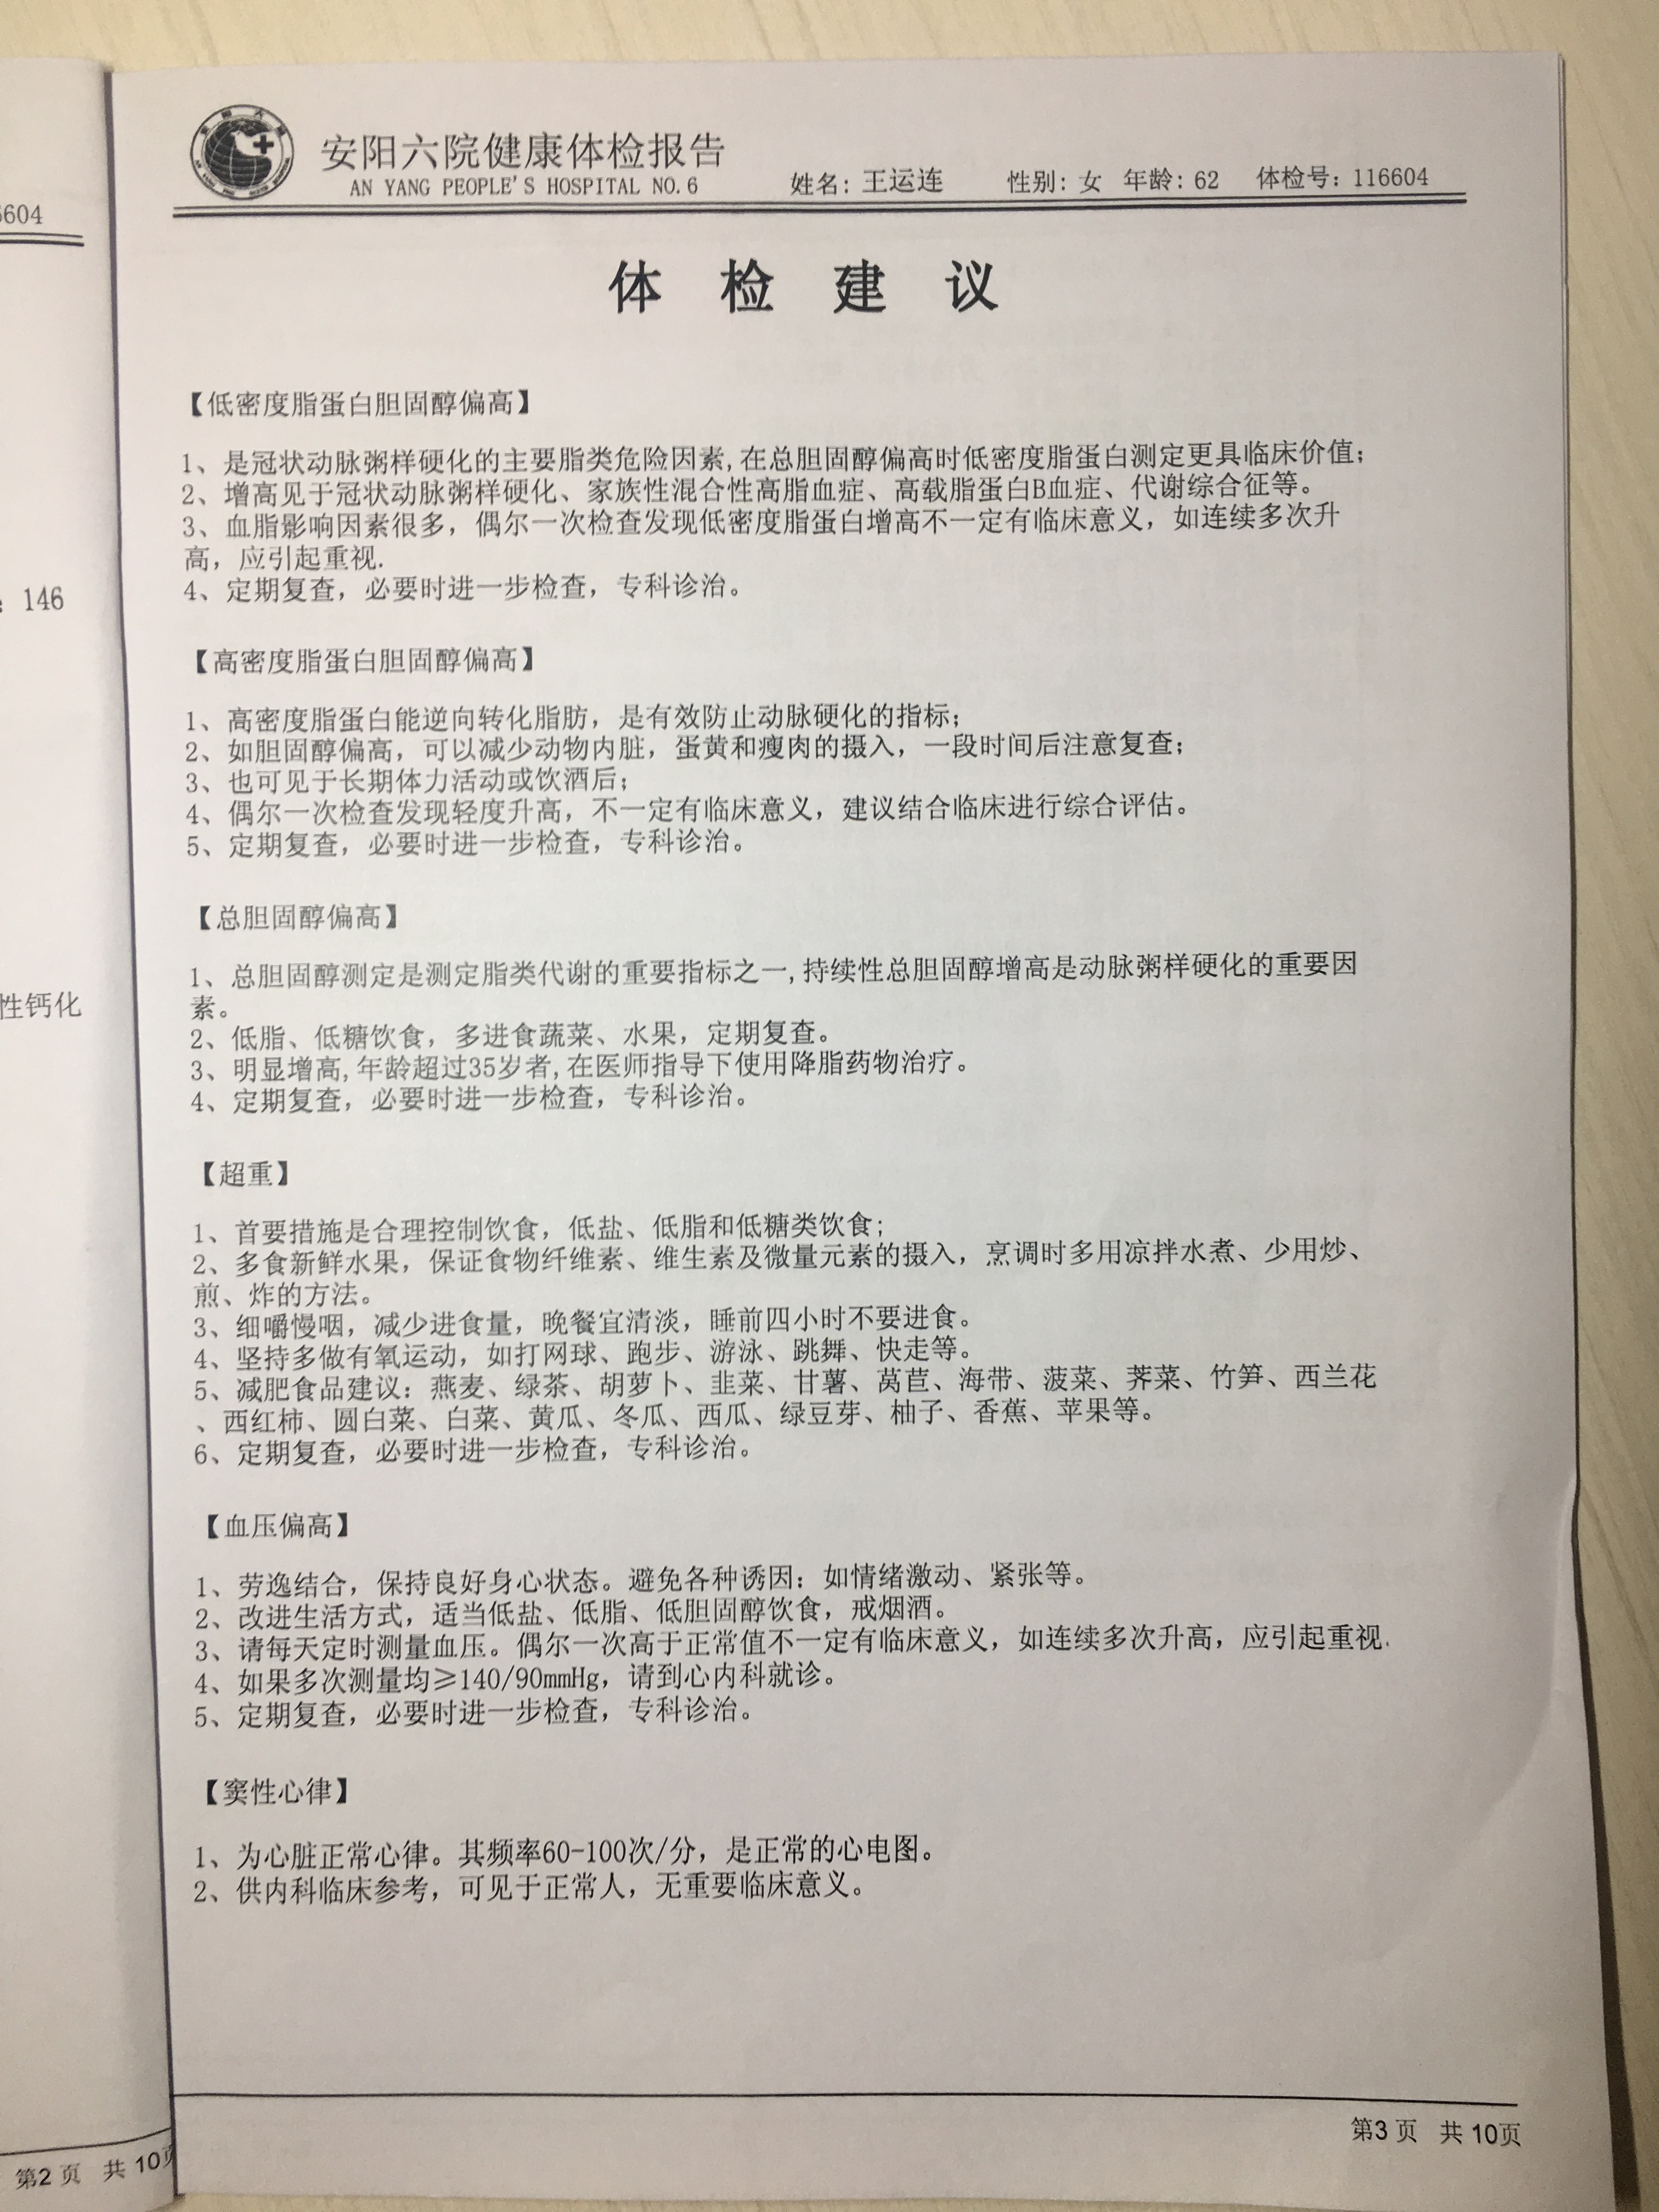 6604
: 146
性钙化
第2 页 共 10
安阳六院健康体检报告
AN YANG PEOPLE'S HOSPITAL NO.6
姓名: 王运连 性别: 女 年龄: 62 体检号: 116604
体 检 建 议
【低密度脂蛋白胆固醇偏高】
1、是冠状动脉粥样硬化的主要脂类危险因素,在总胆固醇偏高时低密度脂蛋白测定更具临床价值；
2、增高见于冠状动脉粥样硬化、家族性混合性高脂血症、高载脂蛋白B血症、代谢综合征等。
3、血脂影响因素很多，偶尔一次检查发现低密度脂蛋白增高不一定有临床意义，如连续多次升
高，应引起重视.
4、定期复查，必要时进一步检查，专科诊治。
【高密度脂蛋白胆固醇偏高】
1、高密度脂蛋白能逆向转化脂肪，是有效防止动脉硬化的指标；
2、如胆固醇偏高，可以减少动物内脏，蛋黄和瘦肉的摄入，一段时间后注意复查；
3、也可见于长期体力活动或饮酒后；
4、偶尔一次检查发现轻度升高，不一定有临床意义，建议结合临床进行综合评估。
5、定期复查，必要时进一步检查，专科诊治。
【总胆固醇偏高】
1、总胆固醇测定是测定脂类代谢的重要指标之一,持续性总胆固醇增高是动脉粥样硬化的重要因
素。
2、低脂、低糖饮食，多进食蔬菜、水果，定期复查。
3、明显增高,年龄超过35岁者,在医师指导下使用降脂药物治疗。
4、定期复查，必要时进一步检查，专科诊治。
【超重】
1、首要措施是合理控制饮食，低盐、低脂和低糖类饮食；
2、多食新鲜水果，保证食物纤维素、维生素及微量元素的摄入，烹调时多用凉拌水煮、少用炒、
煎、炸的方法。
3、细嚼慢咽，减少进食量，晚餐宜清淡，睡前四小时不要进食。
4、坚持多做有氧运动，如打网球、跑步、游泳、跳舞、快走等。
5、减肥食品建议：燕麦、绿茶、胡萝卜、韭菜、甘薯、莴苣、海带、菠菜、荠菜、竹笋、西兰花
、西红柿、圆白菜、白菜、黄瓜、冬瓜、西瓜、绿豆芽、柚子、香蕉、苹果等。
6、定期复查，必要时进一步检查，专科诊治。
【血压偏高】
1、劳逸结合，保持良好身心状态。避免各种诱因：如情绪激动、紧张等。
2、改进生活方式，适当低盐、低脂、低胆固醇饮食，戒烟酒。
3、请每天定时测量血压。偶尔一次高于正常值不一定有临床意义，如连续多次升高，应引起重视.
4、如果多次测量均≥140/90mmHg，请到心内科就诊。
5、定期复查，必要时进一步检查，专科诊治。
【窦性心律】
1、为心脏正常心律。其频率60-100次/分，是正常的心电图。
2、供内科临床参考，可见于正常人，无重要临床意义。
第3 页 共 10页